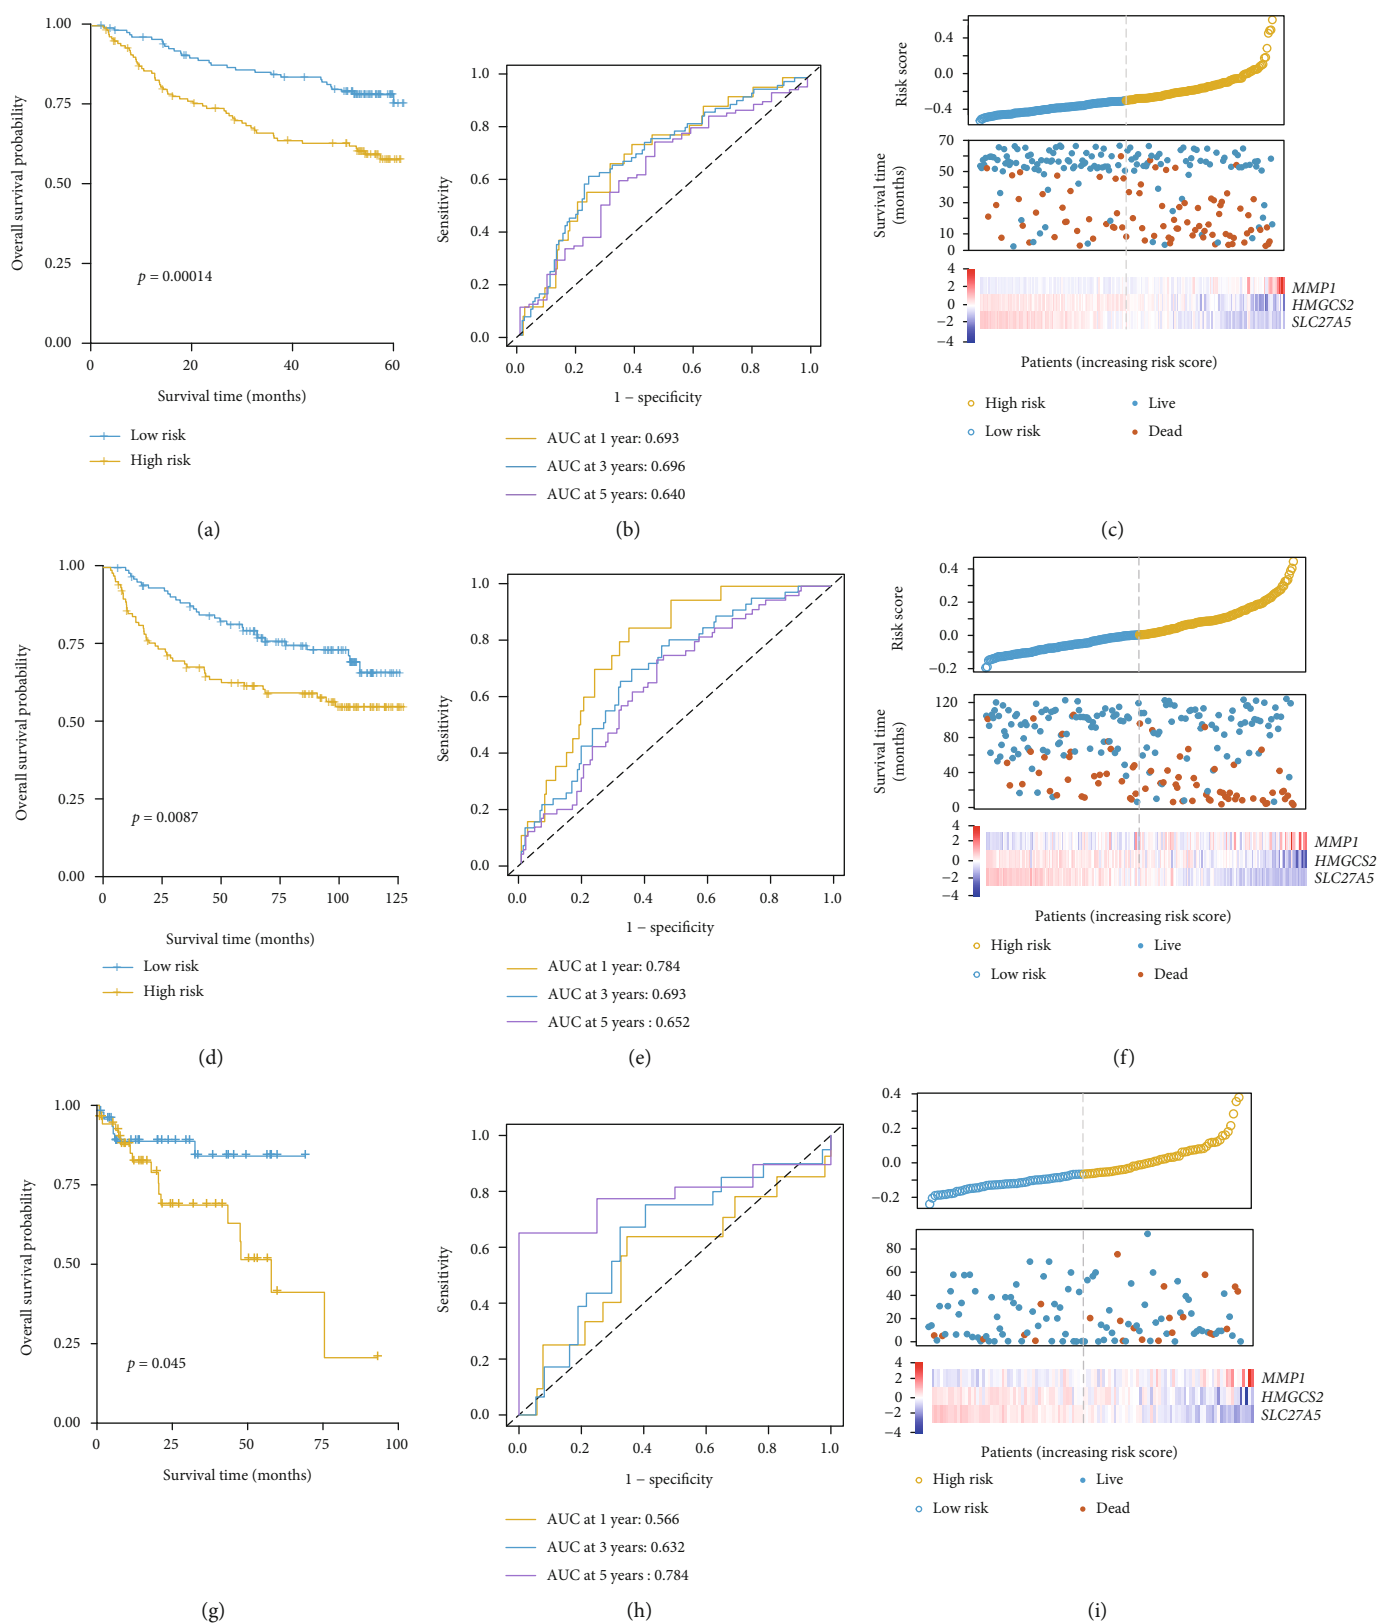 1.00
0.75
0.50
0.25
0.00
Overall survival probability
p = 0.00014
0 20 40 60
Survival time (months)
Low risk
High risk
(a)
1.0
0.8
0.6
0.4
0.2
0.0
Sensitivity
0.0 0.2 0.4 0.6 0.8 1.0
1 − specificity
AUC at 1 year: 0.693
AUC at 3 years: 0.696
AUC at 5 years: 0.640
(b)
0.4
0.0
−0.4
Risk score
70
50
30
10
0
Survival time
(months)
4
2
0
−2
−4
MMP1
HMGCS2
SLC27A5
Patients (increasing risk score)
High risk Live
Low risk Dead
(c)
1.00
0.75
0.50
0.25
0.00
Overall survival probability
p = 0.0087
0 25 50 75 100 125
Survival time (months)
Low risk
High risk
(d)
1.0
0.8
0.6
0.4
0.2
0.0
Sensitivity
0.0 0.2 0.4 0.6 0.8 1.0
1 − specificity
AUC at 1 year: 0.784
AUC at 3 years: 0.693
AUC at 5 years : 0.652
(e)
0.4
0.2
0.0
−0.2
Risk score
120
80
40
0
Survival time
(months)
4
2
0
−2
−4
MMP1
HMGCS2
SLC27A5
Patients (increasing risk score)
High risk Live
Low risk Dead
(f)
1.00
0.75
0.50
0.25
0.00
Overall survival probability
p = 0.045
0 25 50 75 100
Survival time (months)
(g)
1.0
0.8
0.6
0.4
0.2
0.0
Sensitivity
0.0 0.2 0.4 0.6 0.8 1.0
1 − specificity
AUC at 1 year: 0.566
AUC at 3 years: 0.632
AUC at 5 years : 0.784
(h)
0.4
0.0
−0.2
80
60
40
20
0
4
2
0
−2
−4
MMP1
HMGCS2
SLC27A5
Patients (increasing risk score)
High risk Live
Low risk Dead
(i)